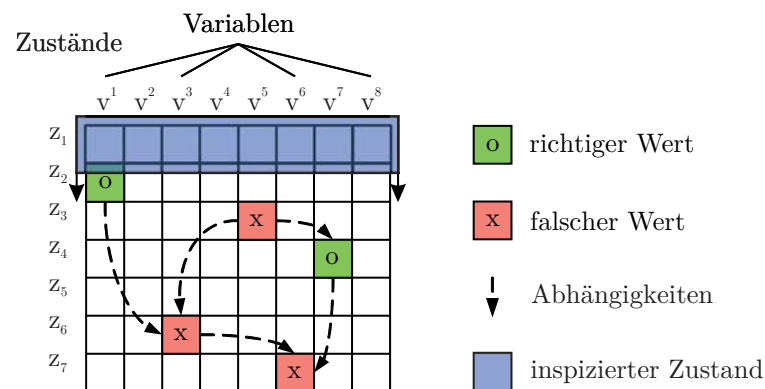 Variablen
Zustände
v¹ v² v³ v⁴ v⁵ v⁶ v⁷ v⁸
z₁
z₂ o
z₃ x
z₄ o
z₅
z₆ x
z₇ x
o richtiger Wert
x falscher Wert
Abhängigkeiten
inspizierter Zustand